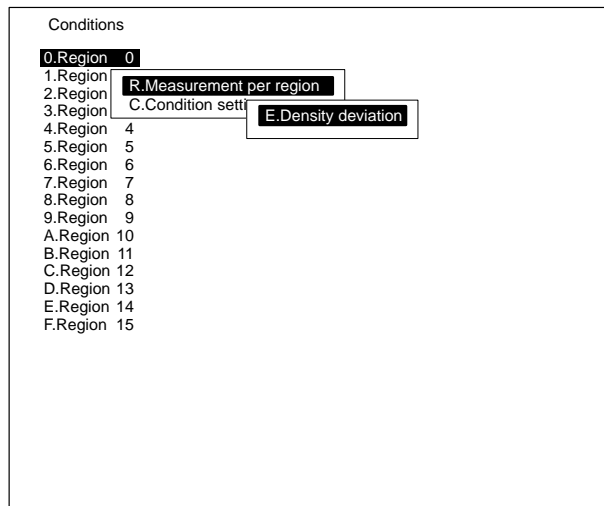 Conditions
0.Region 0
1.Region
2.Region
3.Region
4.Region 4
5.Region 5
6.Region 6
7.Region 7
8.Region 8
9.Region 9
A.Region 10
B.Region 11
C.Region 12
D.Region 13
E.Region 14
F.Region 15
R.Measurement per region
C.Condition setti
E.Density deviation